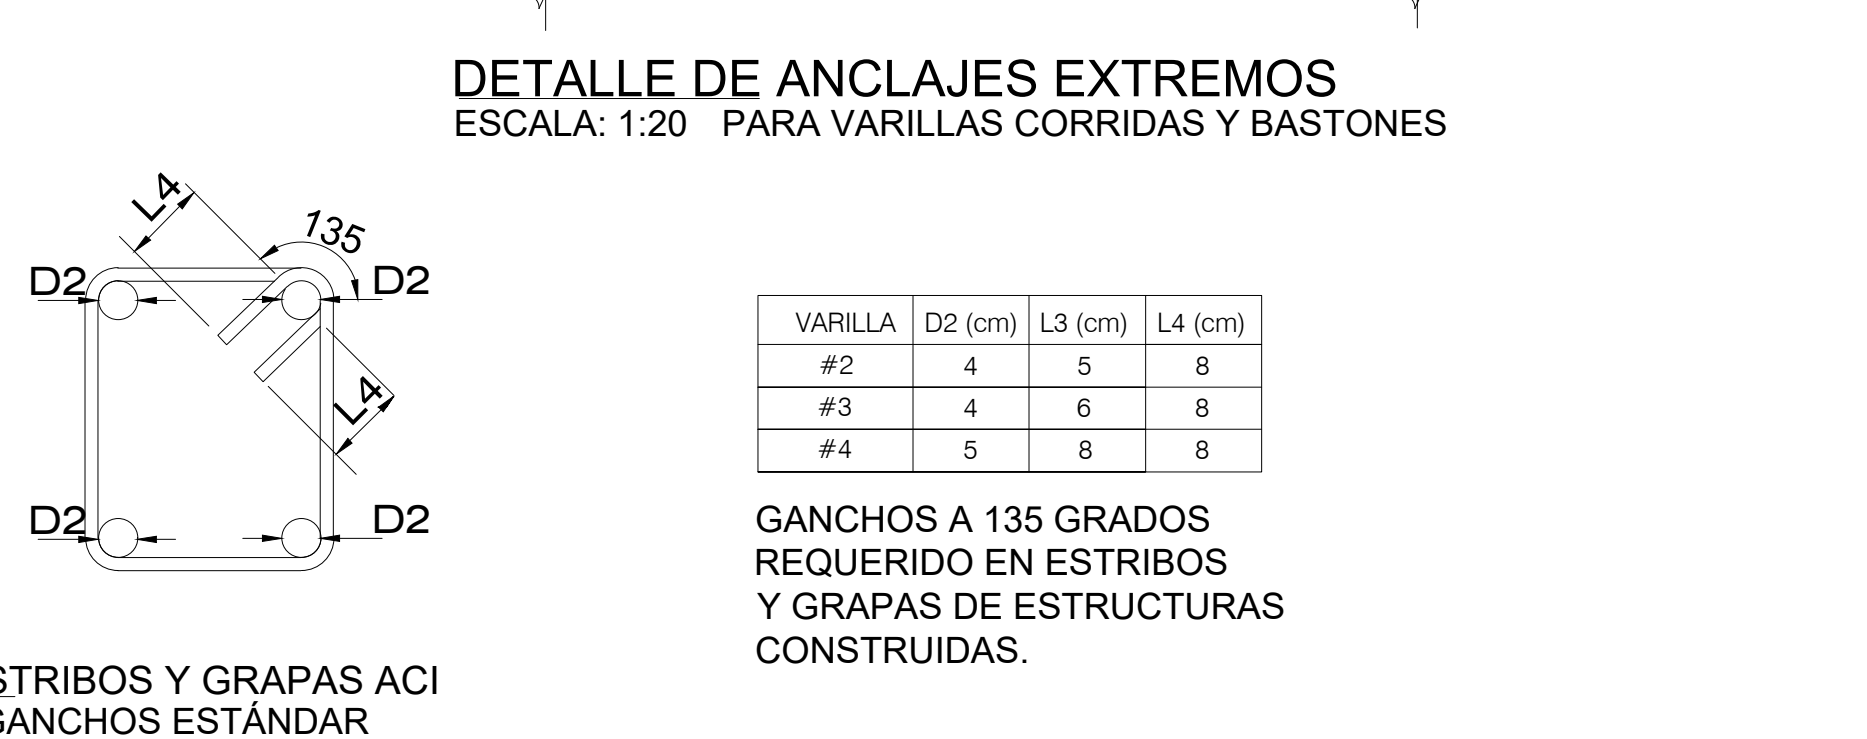 DETALLE DE ANCLAJES EXTREMOS
ESCALA: 1:20 PARA VARILLAS CORRIDAS Y BASTONES
L4
135
D2
D2
L4
D2
D2
VARILLA D2 (cm) L3 (cm) L4 (cm)
#2 4 5 8
#3 4 6 8
#4 5 8 8
GANCHOS A 135 GRADOS
REQUERIDO EN ESTRIBOS
Y GRAPAS DE ESTRUCTURAS
CONSTRUIDAS.
STRIBOS Y GRAPAS ACI
GANCHOS ESTÁNDAR